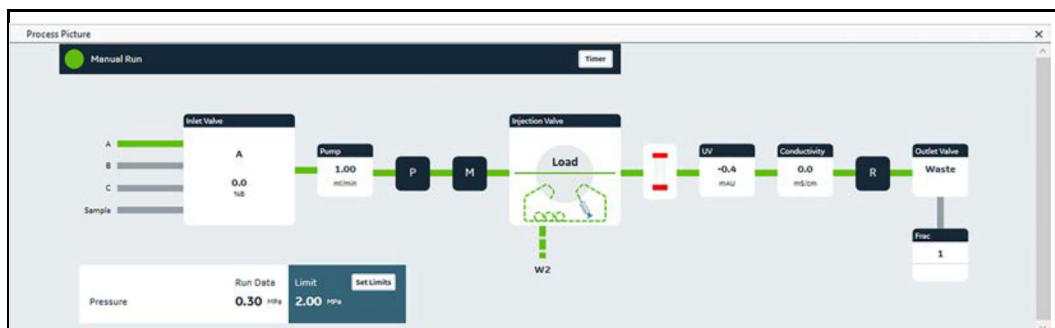 Process Picture
Manual Run
Timer
Inlet Valve
A
B
C
Sample
A
0.0
%B
Pump
1.00
ml/min
P
M
Injection Valve
Load
W2
UV
-0.4
mAU
Conductivity
0.0
mS/cm
R
Outlet Valve
Waste
Frac
1
Run Data
Limit
Set Limits
Pressure
0.30 MPa
2.00 MPa